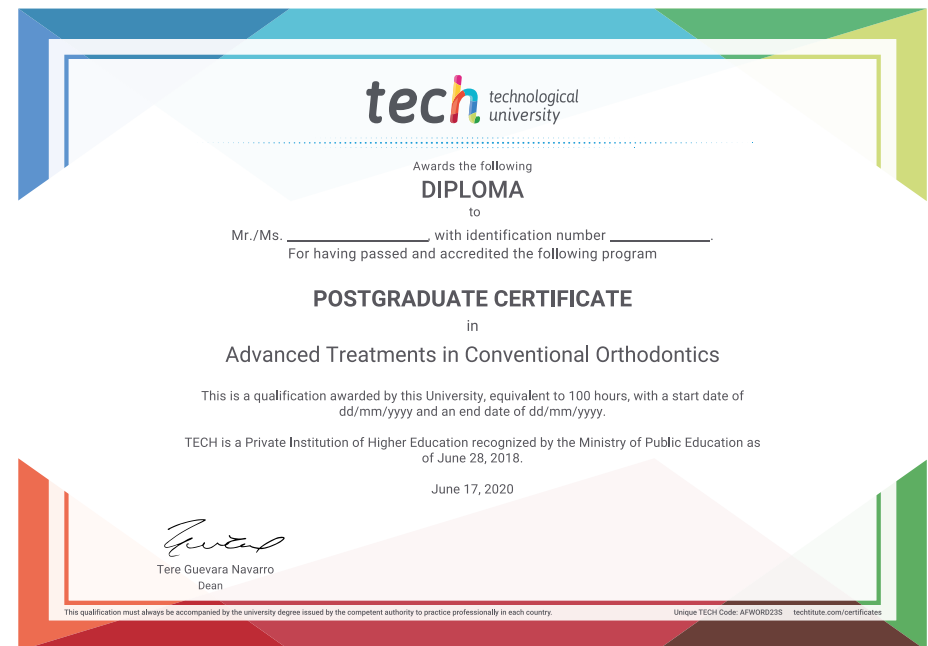 tech technological
university
Awards the following
DIPLOMA
to
Mr./Ms. ____________, with identification number ____________.
For having passed and accredited the following program
POSTGRADUATE CERTIFICATE
in
Advanced Treatments in Conventional Orthodontics
This is a qualification awarded by this University, equivalent to 100 hours, with a start date of
dd/mm/yyyy and an end date of dd/mm/yyyy.
TECH is a Private Institution of Higher Education recognized by the Ministry of Public Education as
of June 28, 2018.
June 17, 2020
Tere Guevara Navarro
Dean
This qualification must always be accompanied by the university degree issued by the competent authority to practice professionally in each country.
Unique TECH Code: AFWORD23S techtitute.com/certificates